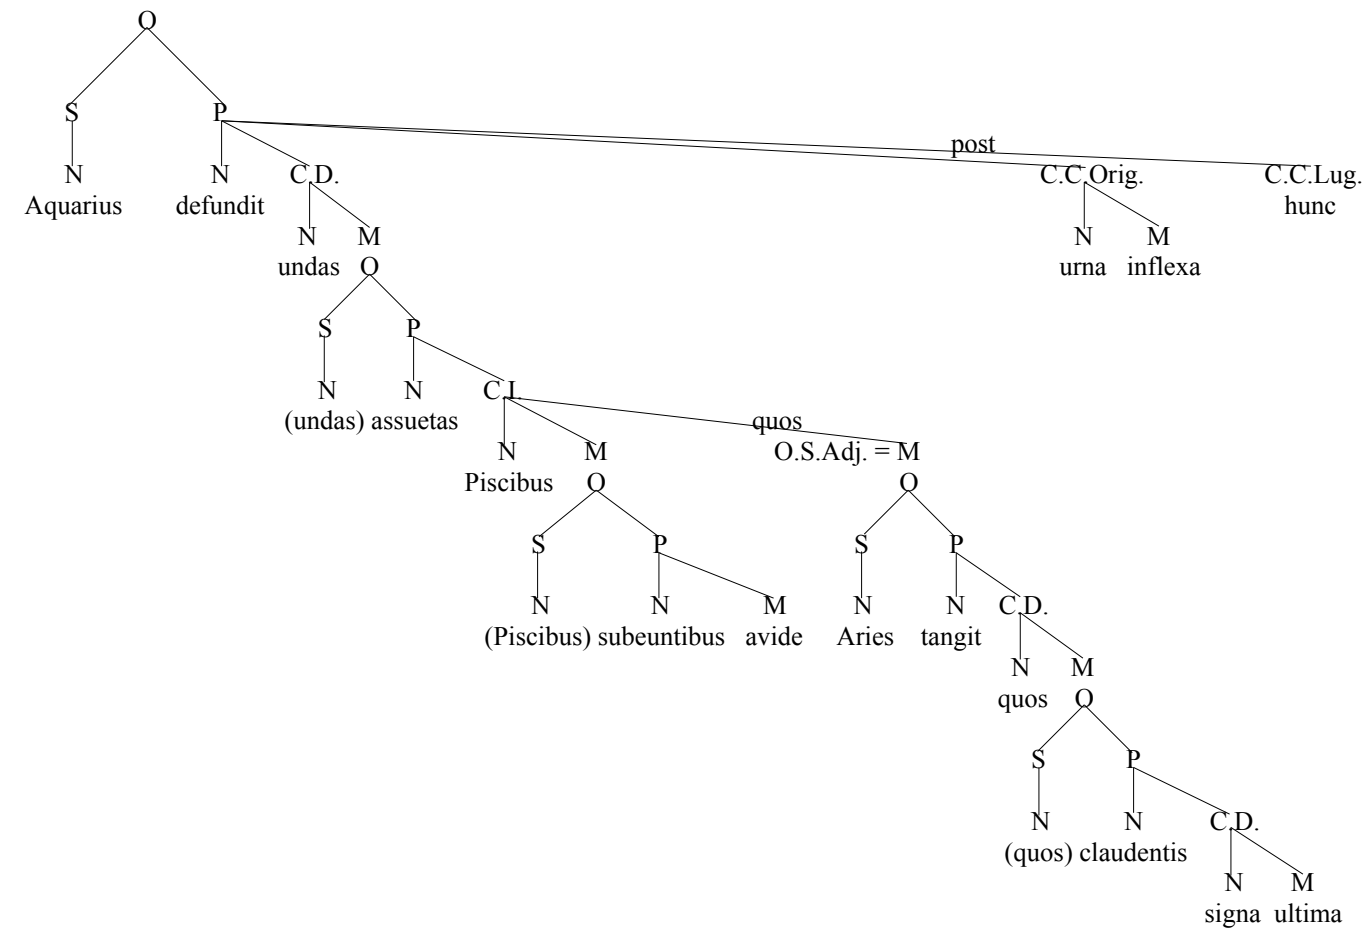 O
S P
post
N N C.D. C.C.Orig. C.C.Lug.
Aquarius defundit hunc
N M N M
undas O urna inflexa
S P
N N C.I.
(undas) assuetas quos
N M O.S.Adj. = M
Piscibus O O
S P S P
N N M N N C.D.
(Piscibus) subeuntibus avide Aries tangit
N M
quos O
S P
N N C.D.
(quos) claudentis
N M
signa ultima